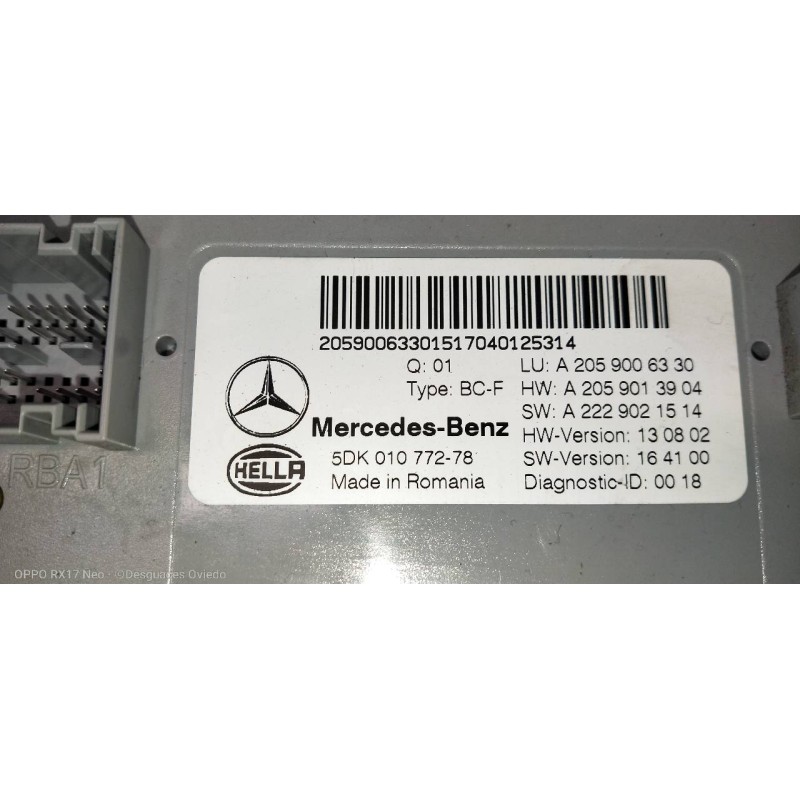 20590063301517040125314
Q: 01 LU: A 205 900 63 30
Type: BC-F HW: A 205 901 39 04
SW: A 222 902 15 14
Mercedes-Benz HW-Version: 13 08 02
HELLA 5DK 010 772-78 SW-Version: 16 41 00
Made in Romania Diagnostic-ID: 00 18
RBA1
OPPO RX17 Neo · ©Desguaces Oviedo